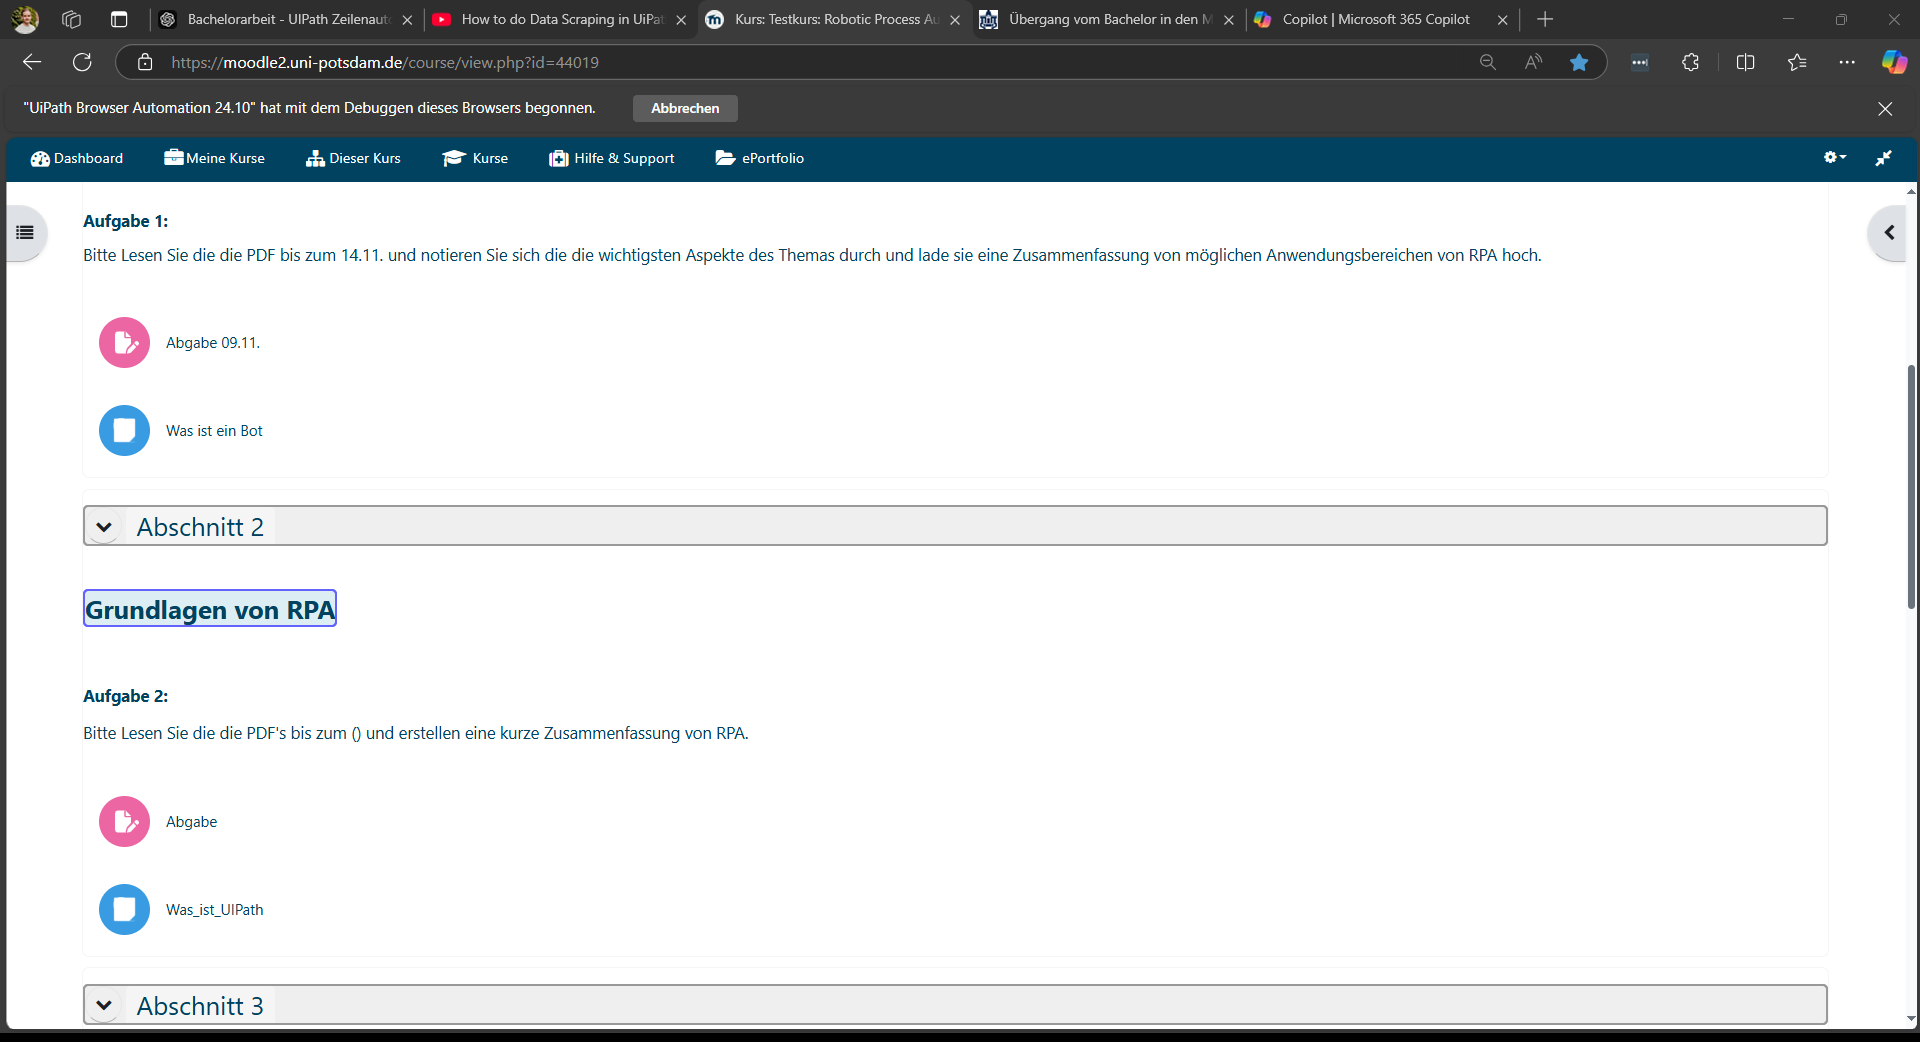 Bachelorarbeit - UIPath Zeilenaut
How to do Data Scraping in UiPat
Kurs: Testkurs: Robotic Process Au
Übergang vom Bachelor in den M
Copilot | Microsoft 365 Copilot
https://moodle2.uni-potsdam.de/course/view.php?id=44019
"UiPath Browser Automation 24.10" hat mit dem Debuggen dieses Browsers begonnen.
Abbrechen
Dashboard
Meine Kurse
Dieser Kurs
Kurse
Hilfe & Support
ePortfolio
Aufgabe 1:
Bitte Lesen Sie die die PDF bis zum 14.11. und notieren Sie sich die die wichtigsten Aspekte des Themas durch und lade sie eine Zusammenfassung von möglichen Anwendungsbereichen von RPA hoch.
Abgabe 09.11.
Was ist ein Bot
Abschnitt 2
Grundlagen von RPA
Aufgabe 2:
Bitte Lesen Sie die die PDF's bis zum () und erstellen eine kurze Zusammenfassung von RPA.
Abgabe
Was_ist_UIPath
Abschnitt 3